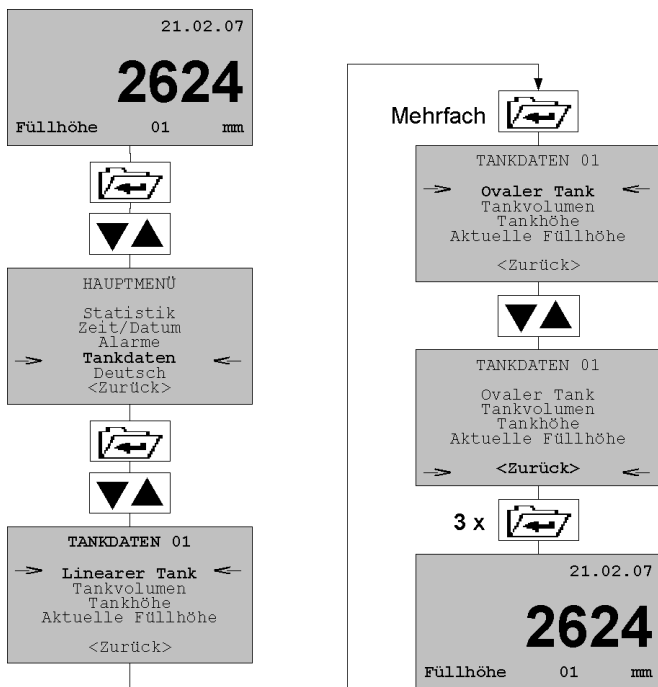 21.02.07
2624
Füllhöhe 01 mm
HAUPTMENÜ
Statistik
Zeit/Datum
Alarme
Tankdaten
Deutsch
<Zurück>
TANKDATEN 01
Linearer Tank
Tankvolumen
Tankhöhe
Aktuelle Füllhöhe
<Zurück>
Mehrfach
TANKDATEN 01
Ovaler Tank
Tankvolumen
Tankhöhe
Aktuelle Füllhöhe
<Zurück>
TANKDATEN 01
Ovaler Tank
Tankvolumen
Tankhöhe
Aktuelle Füllhöhe
<Zurück>
3 x
21.02.07
2624
Füllhöhe 01 mm